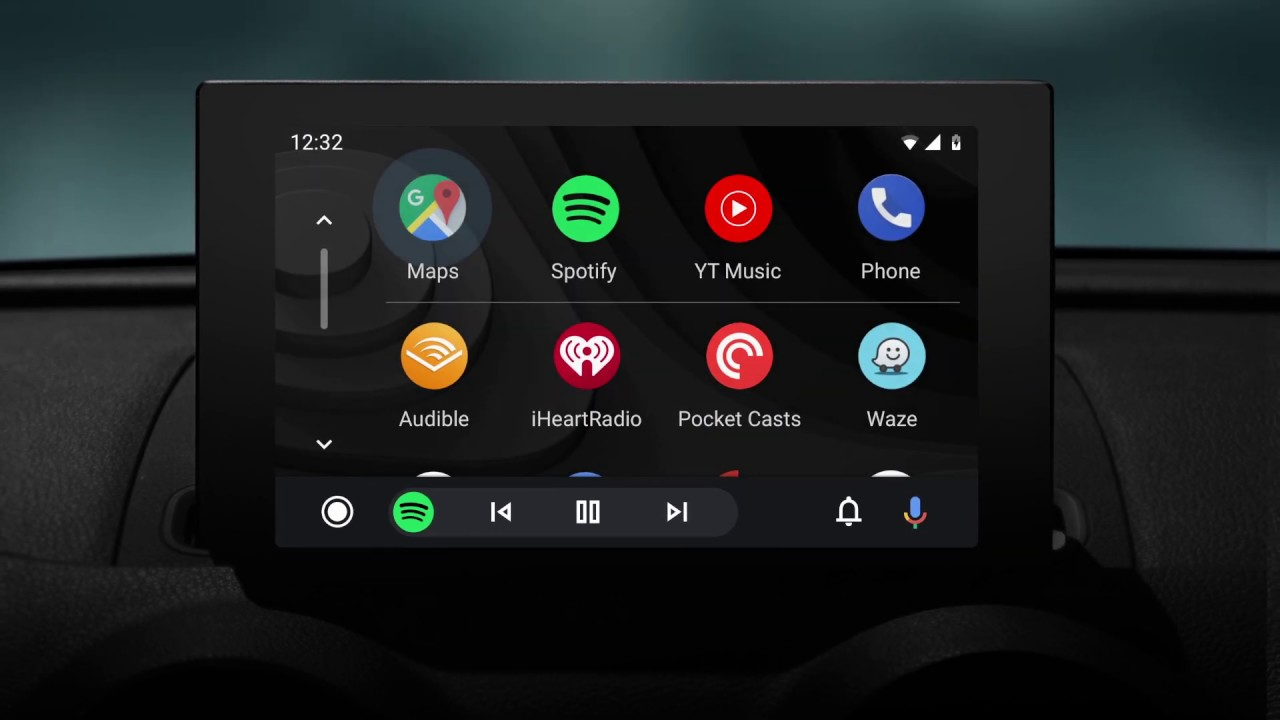 12:32
G
Maps
Spotify
YT Music
Phone
Audible
iHeartRadio
Pocket Casts
Waze